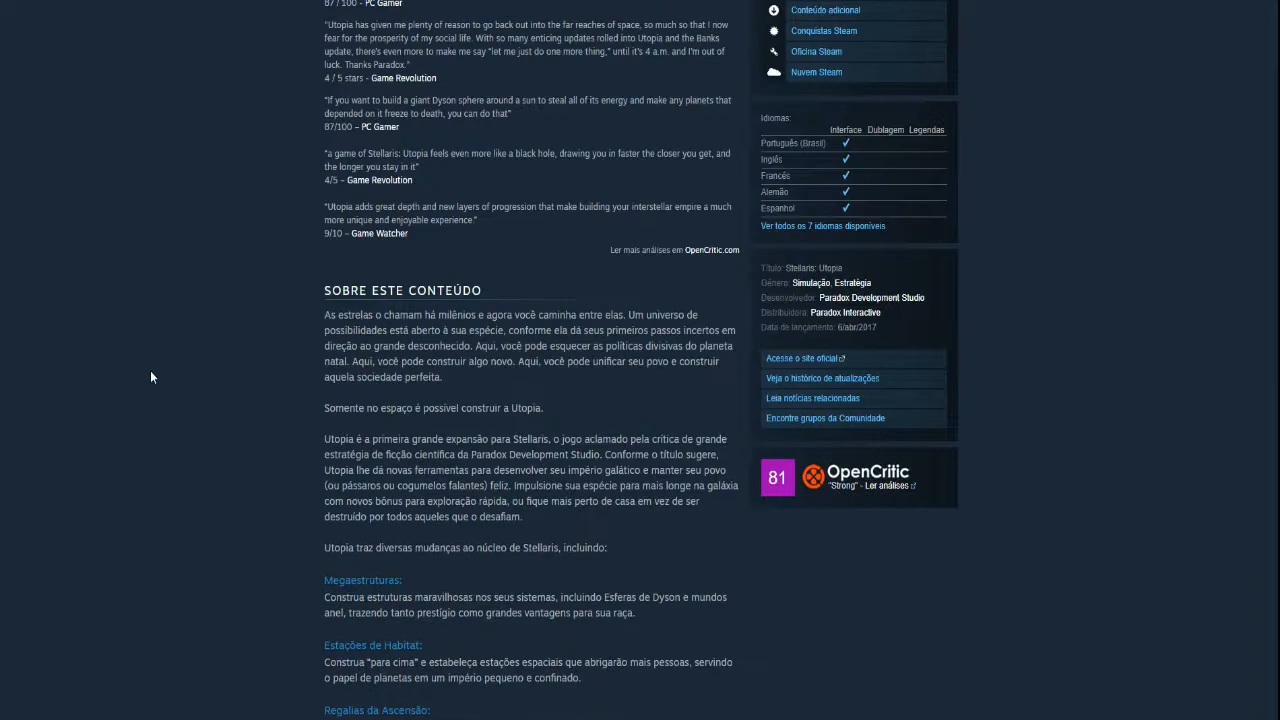 87 / 100 - PC Gamer
"Utopia has given me plenty of reason to go back out into the far reaches of space, so much so that I now
fear for the prosperity of my social life. With so many enticing updates rolled into Utopia and the Banks
update, there's even more to make me say "let me just do one more thing," until it's 4 a.m. and I'm out of
luck. Thanks Paradox."
4 / 5 stars - Game Revolution
"If you want to build a giant Dyson sphere around a sun to steal all of its energy and make any planets that
depended on it freeze to death, you can do that"
87/100 – PC Gamer
"a game of Stellaris: Utopia feels even more like a black hole, drawing you in faster the closer you get, and
the longer you stay in it"
4/5 – Game Revolution
"Utopia adds great depth and new layers of progression that make building your interstellar empire a much
more unique and enjoyable experience."
9/10 – Game Watcher
Ler mais análises em OpenCritic.com
SOBRE ESTE CONTEÚDO
As estrelas o chamam há milênios e agora você caminha entre elas. Um universo de
possibilidades está aberto à sua espécie, conforme ela dá seus primeiros passos incertos em
direção ao grande desconhecido. Aqui, você pode esquecer as políticas divisivas do planeta
natal. Aqui, você pode construir algo novo. Aqui, você pode unificar seu povo e construir
aquela sociedade perfeita.
Somente no espaço é possível construir a Utopia.
Utopia é a primeira grande expansão para Stellaris, o jogo aclamado pela crítica de grande
estratégia de ficção científica da Paradox Development Studio. Conforme o título sugere,
Utopia lhe dá novas ferramentas para desenvolver seu império galático e manter seu povo
(ou pássaros ou cogumelos falantes) feliz. Impulsione sua espécie para mais longe na galáxia
com novos bônus para exploração rápida, ou fique mais perto de casa em vez de ser
destruído por todos aqueles que o desafiam.
Utopia traz diversas mudanças ao núcleo de Stellaris, incluindo:
Megaestruturas:
Construa estruturas maravilhosas nos seus sistemas, incluindo Esferas de Dyson e mundos
anel, trazendo tanto prestígio como grandes vantagens para sua raça.
Estações de Habitat:
Construa "para cima" e estabeleça estações espaciais que abrigarão mais pessoas, servindo
o papel de planetas em um império pequeno e confinado.
Regalias da Ascensão:
Conteúdo adicional
Conquistas Steam
Oficina Steam
Nuvem Steam
Idiomas:
Interface Dublagem Legendas
Português (Brasil) ✓
Inglês ✓
Francês ✓
Alemão ✓
Espanhol ✓
Ver todos os 7 idiomas disponíveis
Título: Stellaris: Utopia
Gênero: Simulação, Estratégia
Desenvolvedor: Paradox Development Studio
Distribuidora: Paradox Interactive
Data de lançamento: 6/abr/2017
Acesse o site oficial
Veja o histórico de atualizações
Leia notícias relacionadas
Encontre grupos da Comunidade
81 OpenCritic
"Strong" - Ler análises